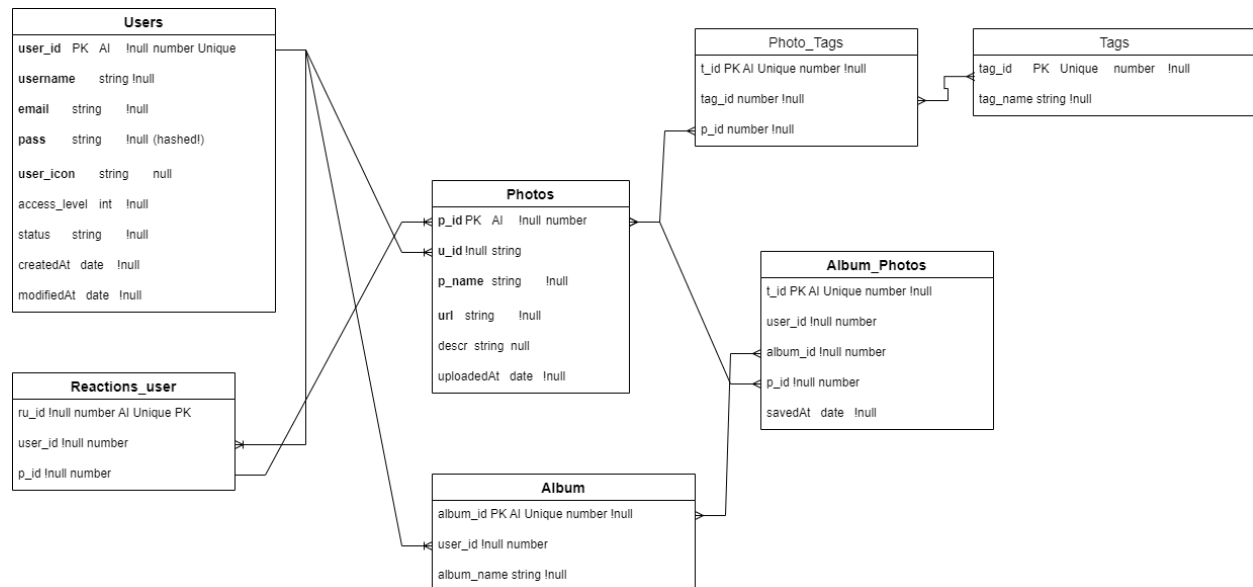 Users
user_id PK AI !null number Unique
username string !null
email string !null
pass string !null (hashed!)
user_icon string null
access_level int !null
status string !null
createdAt date !null
modifiedAt date !null
Reactions_user
ru_id !null number AI Unique PK
user_id !null number
p_id !null number
Photos
p_id PK AI !null number
u_id !null string
p_name string !null
url string !null
descr string null
uploadedAt date !null
Album
album_id PK AI Unique number !null
user_id !null number
album_name string !null
Photo_Tags
t_id PK AI Unique number !null
tag_id number !null
p_id number !null
Tags
tag_id PK Unique number !null
tag_name string !null
Album_Photos
t_id PK AI Unique number !null
user_id !null number
album_id !null number
p_id !null number
savedAt date !null